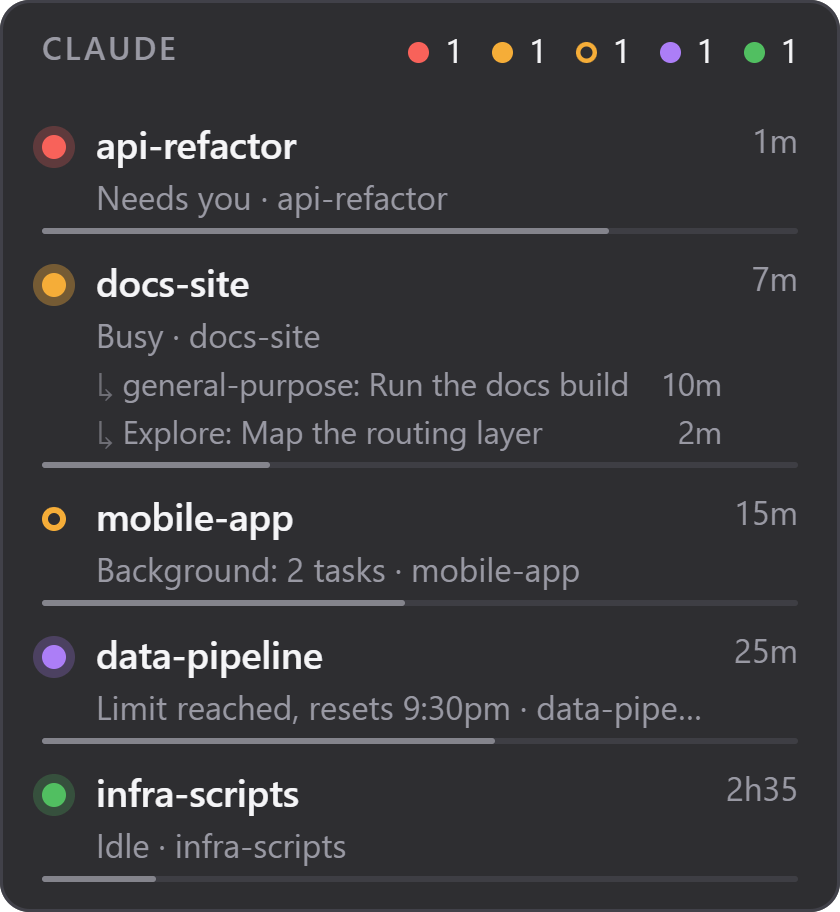 CLAUDE 1 1 1 1 1
api-refactor 1m
Needs you · api-refactor
docs-site 7m
Busy · docs-site
↳ general-purpose: Run the docs build 10m
↳ Explore: Map the routing layer 2m
mobile-app 15m
Background: 2 tasks · mobile-app
data-pipeline 25m
Limit reached, resets 9:30pm · data-pipe...
infra-scripts 2h35
Idle · infra-scripts